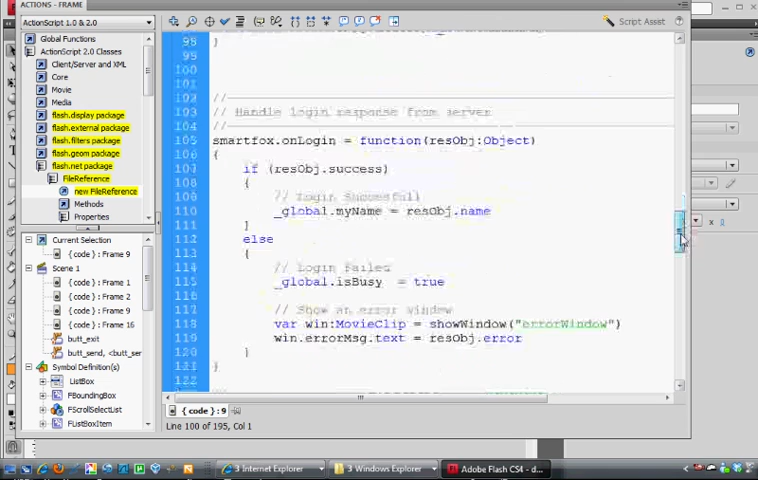 ACTIONS - FRAME
ActionScript 1.0 & 2.0
Script Assist
Global Functions
ActionScript 2.0 Classes
Client/Server and XML
Core
Movie
Media
flash.display package
flash.external package
flash.filters package
flash.geom package
flash.net package
FileReference
new FileReference
Methods
Properties
Current Selection
{ code } : Frame 9
Scene 1
{ code } : Frame 1
{ code } : Frame 2
{ code } : Frame 3
{ code } : Frame 9
{ code } : Frame 16
butt_exit
butt_send, <butt_ser
Symbol Definition(s)
ListBox
FBoundingBox
FScrollSelectList
FListBoxItem
98 }
99
100
101
102 //
103 // Handle login response from server
104 //
105 smartfox.onLogin = function(resObj:Object)
106 {
107 if (resObj.success)
108 {
109 // Login Successful
110 _global.myName = resObj.name
111 }
112 else
113 {
114 // Login failed
115 _global.isBusy = true
116
117 // Show an error window
118 var win:MovieClip = showWindow("errorWindow")
119 win.errorMsg.text = resObj.error
120 }
121 }
122
{ code } : 9
Line 100 of 195, Col 1
x 0
3 Internet Explorer
3 Windows Explorer
Adobe Flash CS4 - d...